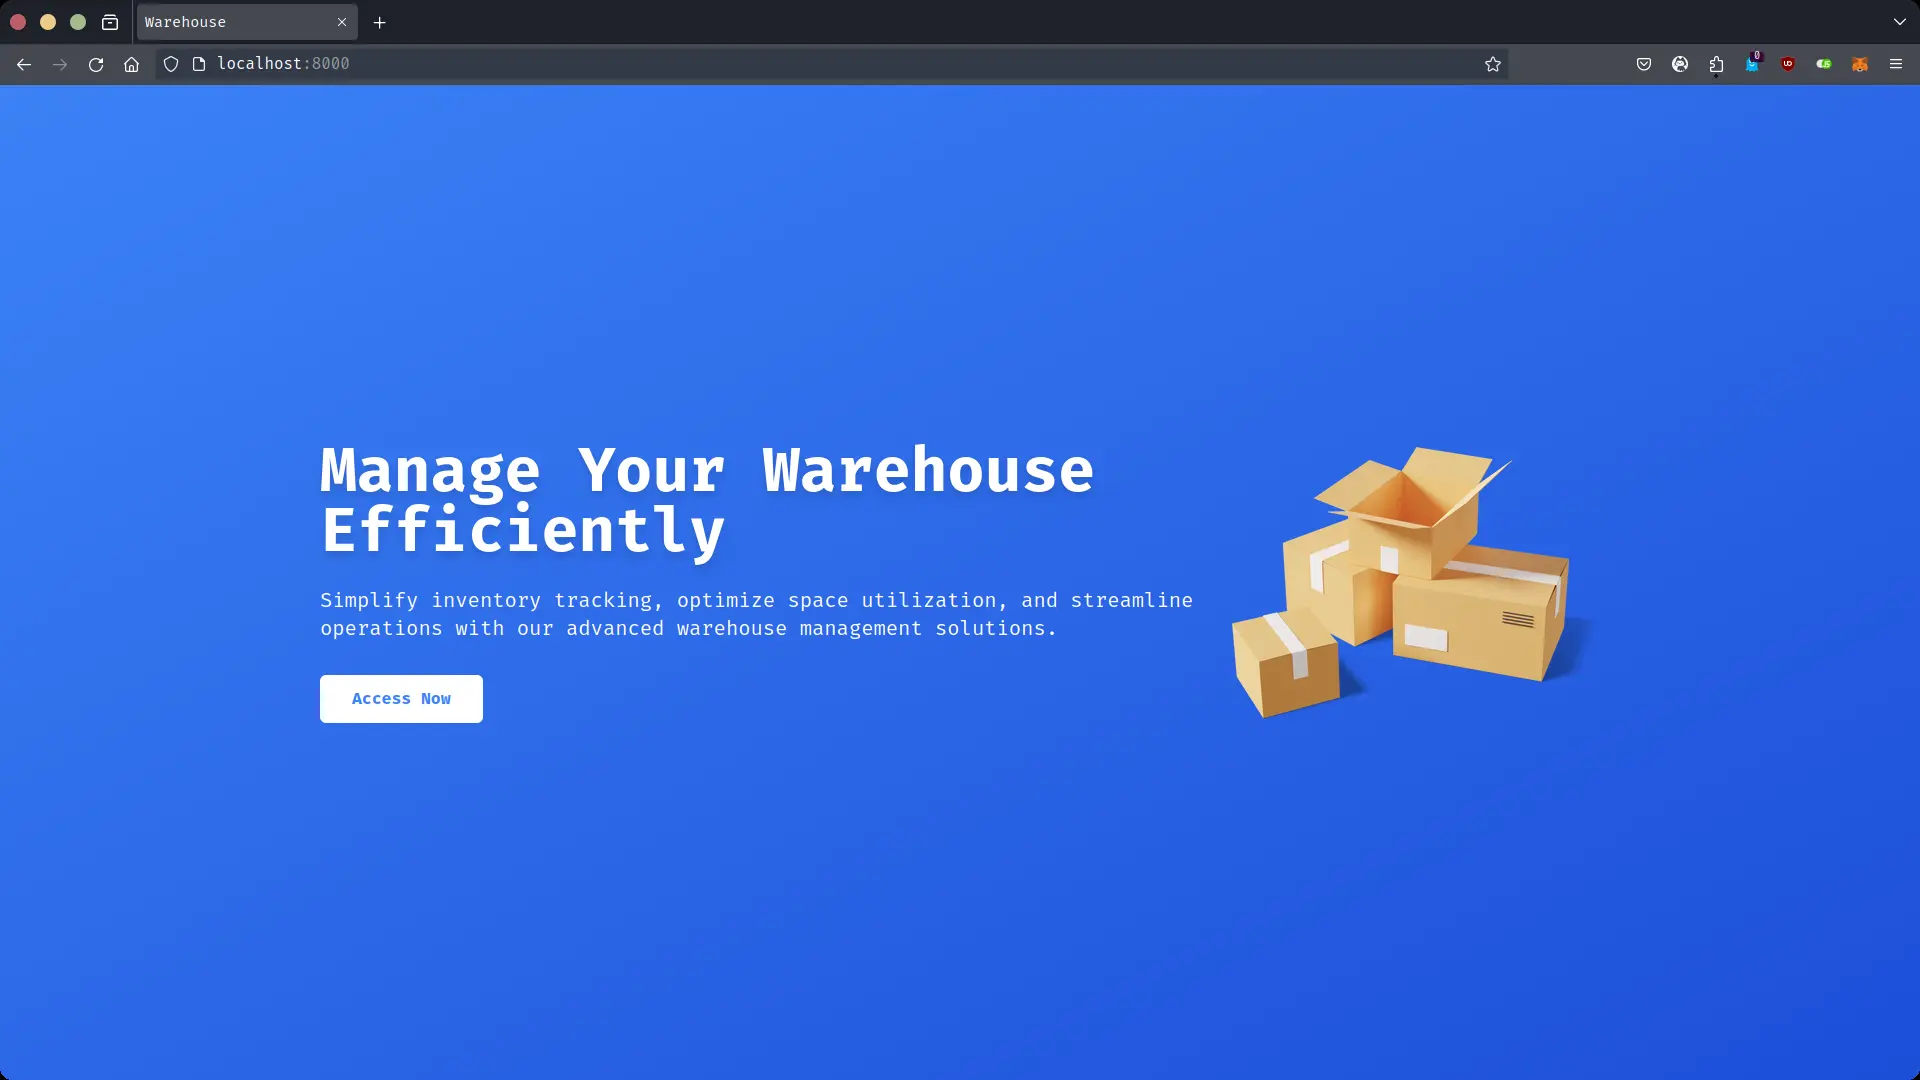 Warehouse
localhost:8000
0
Manage Your Warehouse
Efficiently
Simplify inventory tracking, optimize space utilization, and streamline
operations with our advanced warehouse management solutions.
Access Now